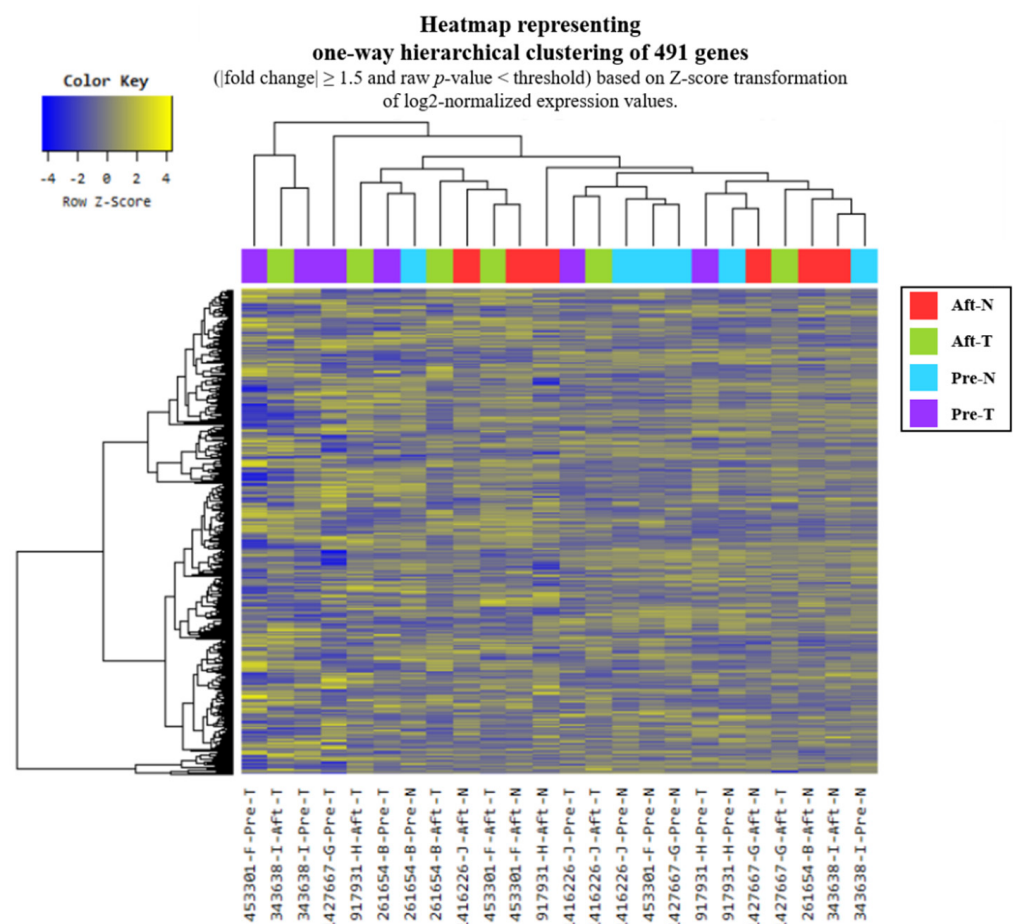 Heatmap representing
one-way hierarchical clustering of 491 genes
(|fold change| ≥ 1.5 and raw p-value < threshold) based on Z-score transformation
of log2-normalized expression values.
Color Key
-4 -2 0 2 4
Row Z-Score
Aft-N
Aft-T
Pre-N
Pre-T
453301-F-Pre-T
343638-I-Aft-T
343638-I-Pre-T
427667-G-Pre-T
917931-H-Aft-T
261654-B-Pre-T
261654-B-Pre-N
261654-B-Aft-T
416226-J-Aft-N
453301-F-Aft-T
453301-F-Aft-N
917931-H-Aft-N
416226-J-Pre-T
416226-J-Aft-T
416226-J-Pre-N
453301-F-Pre-N
427667-G-Pre-N
917931-H-Pre-T
917931-H-Pre-N
427667-G-Aft-N
427667-G-Aft-T
261654-B-Aft-N
343638-I-Aft-N
343638-I-Pre-N